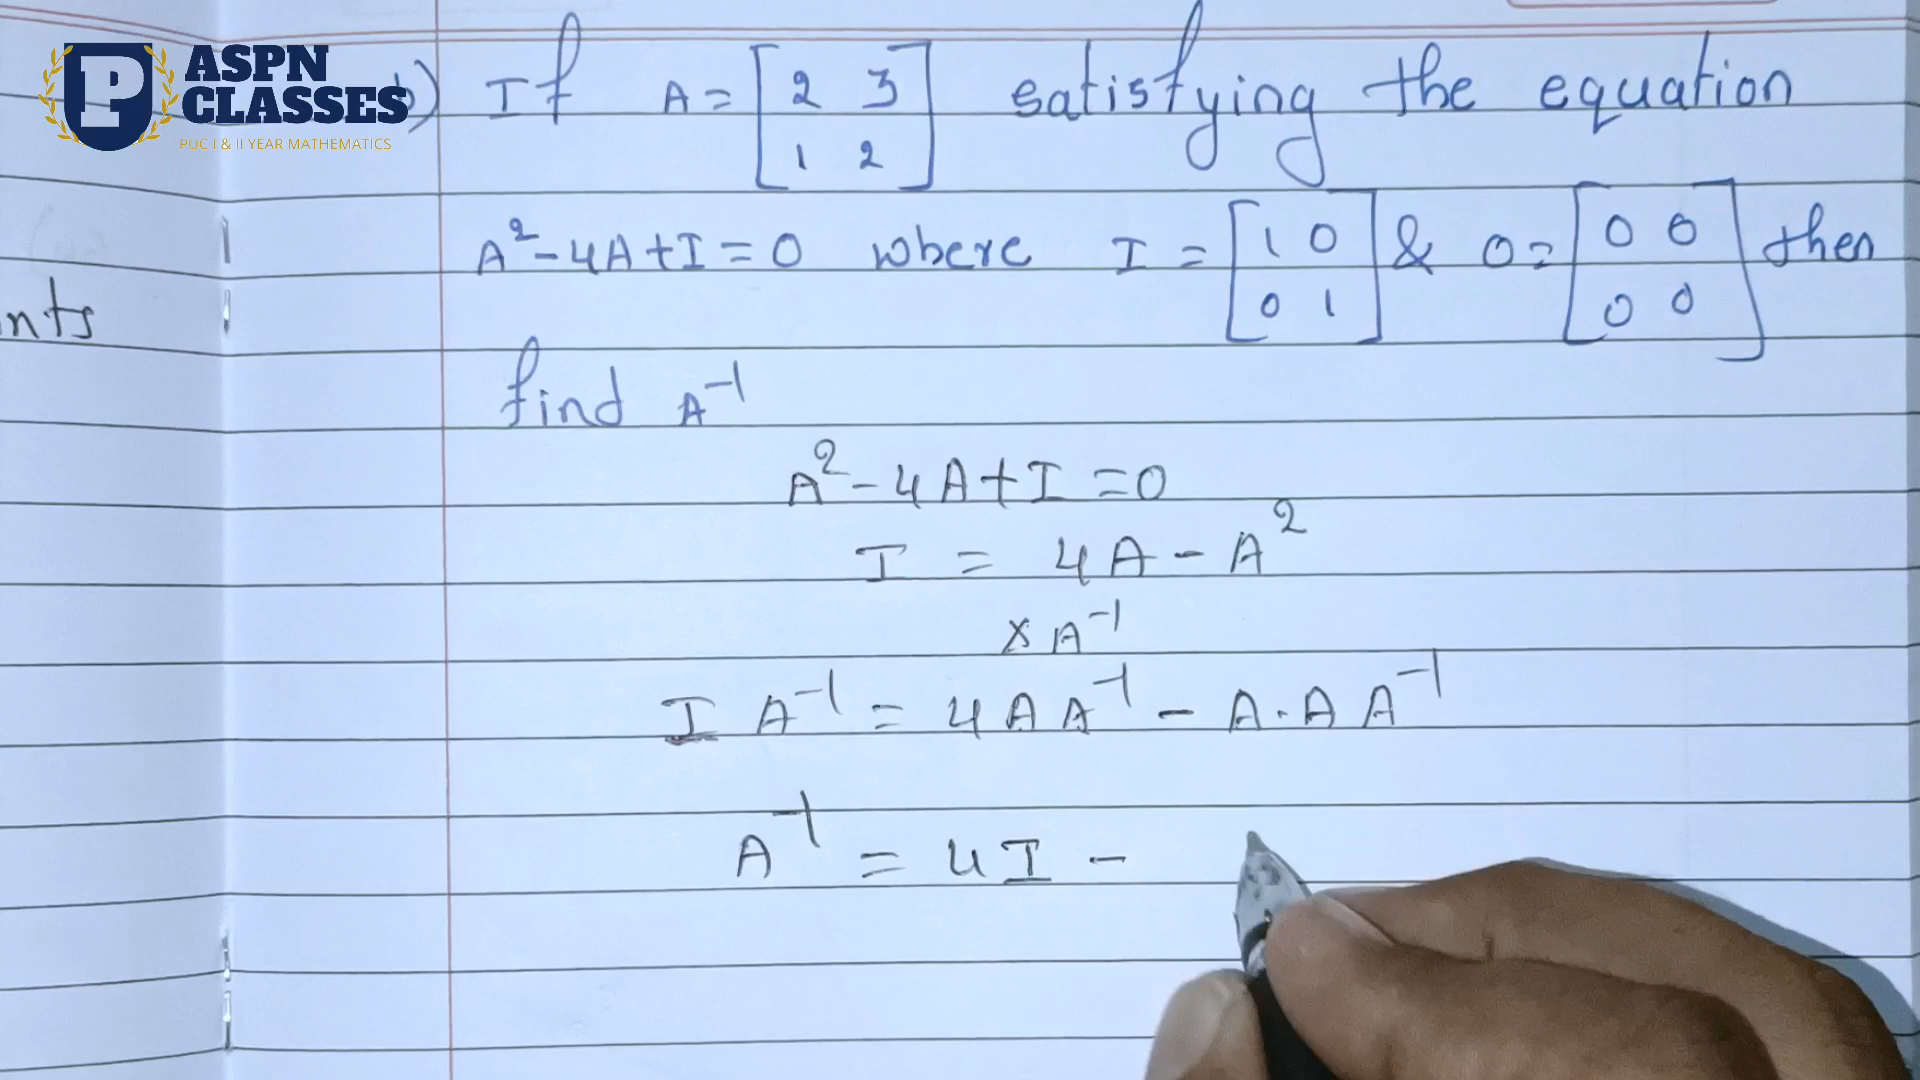 ASPN
CLASSES
PUC I & II YEAR MATHEMATICS
b) If A = [2 3
1 2] satisfying the equation
A² - 4A + I = 0 where I = [1 0
0 1] & 0 = [0 0
0 0] then
nts
find A⁻¹
A² - 4A + I = 0
I = 4A - A²
× A⁻¹
I A⁻¹ = 4 A A⁻¹ - A · A A⁻¹
A⁻¹ = 4I -